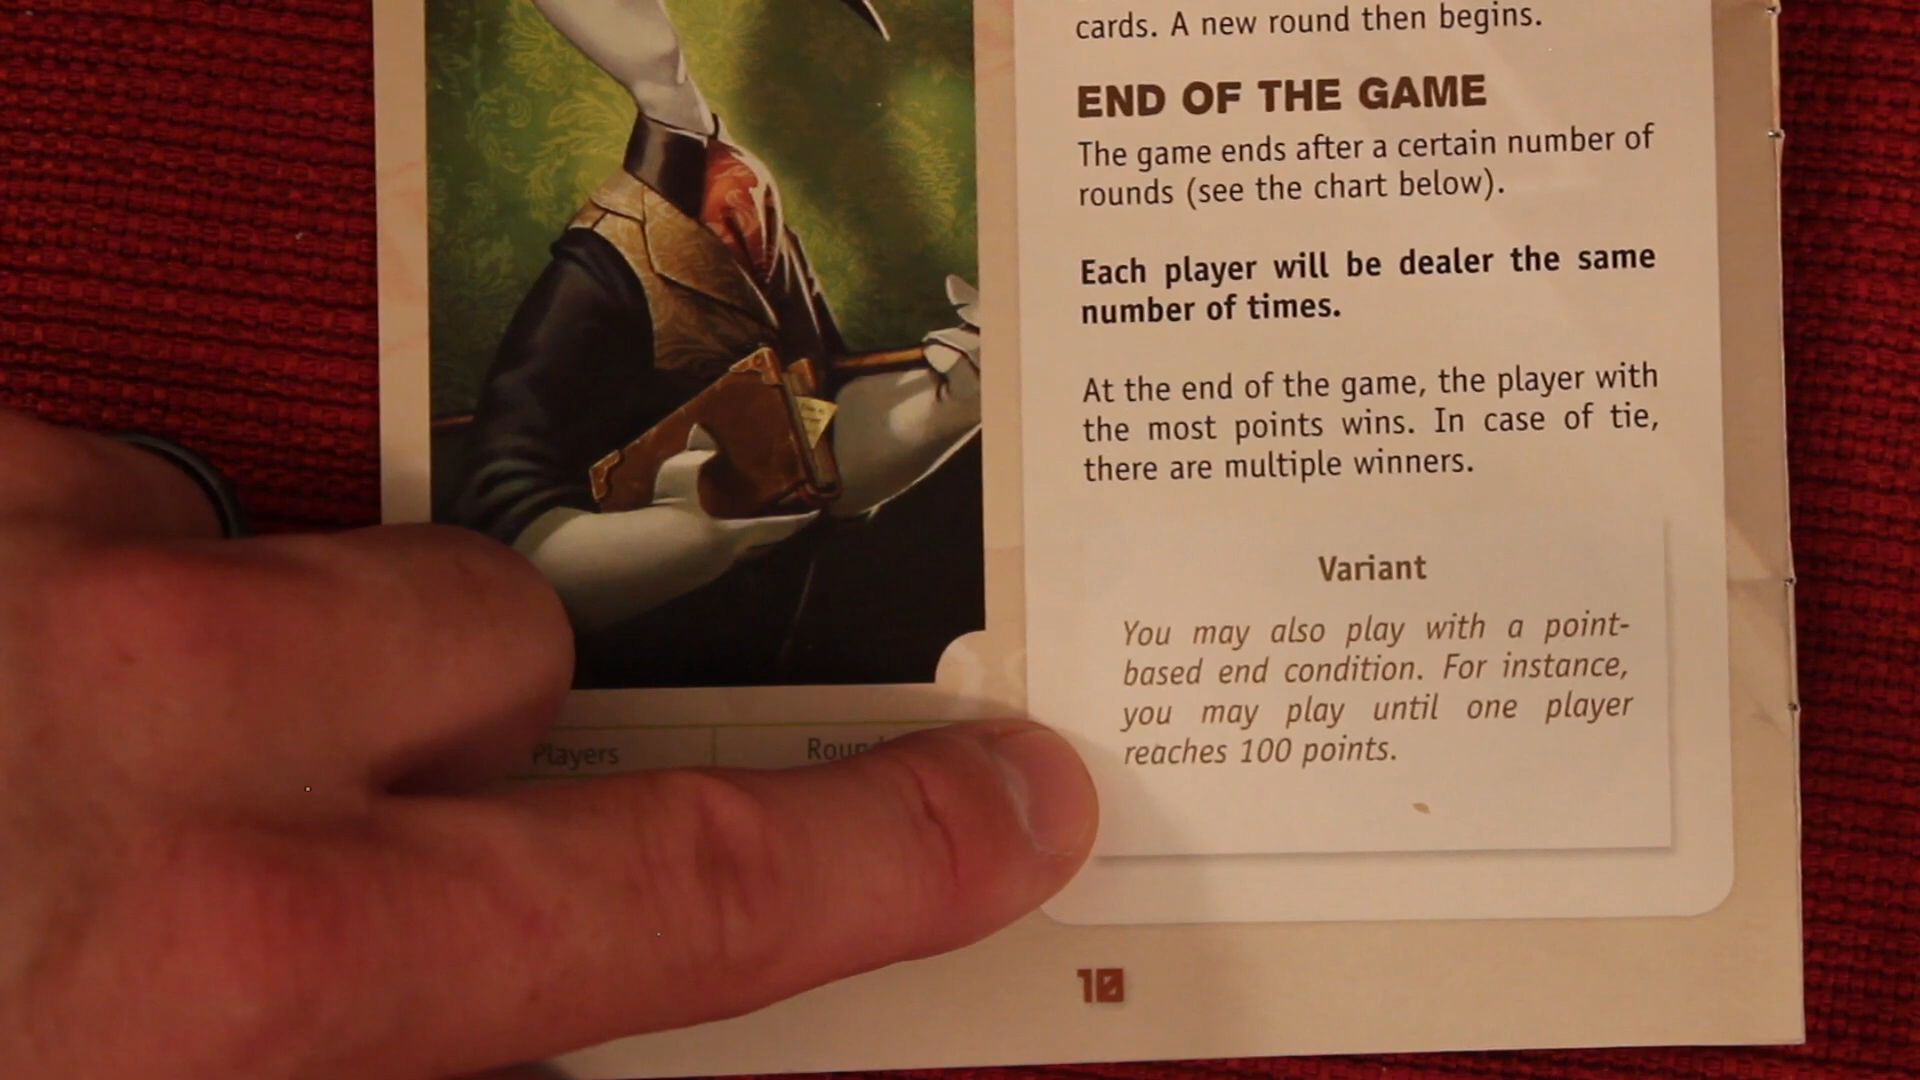 cards. A new round then begins.
END OF THE GAME
The game ends after a certain number of
rounds (see the chart below).
Each player will be dealer the same
number of times.
At the end of the game, the player with
the most points wins. In case of tie,
there are multiple winners.
Variant
You may also play with a point-
based end condition. For instance,
you may play until one player
reaches 100 points.
Players
10